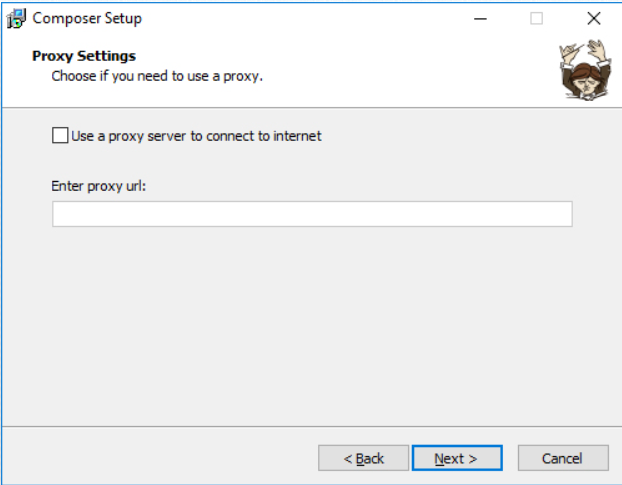 Composer Setup
Proxy Settings
Choose if you need to use a proxy.
Use a proxy server to connect to internet
Enter proxy url:
< Back
Next >
Cancel